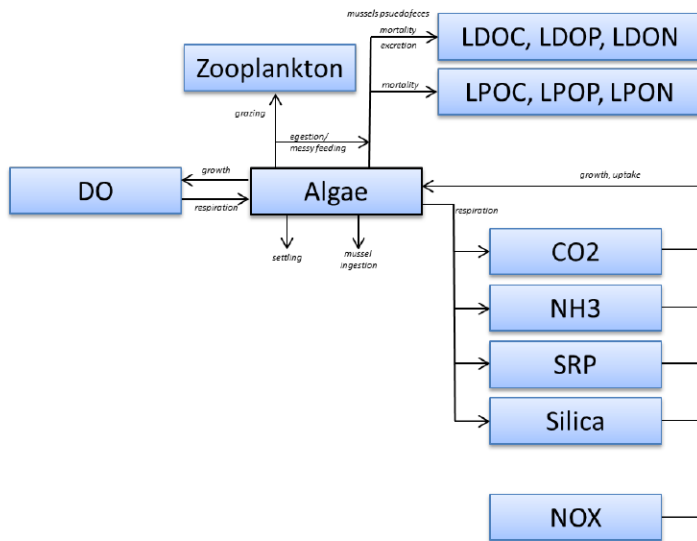 mussels psuedofeces
mortality
excretion
LDOC, LDOP, LDON
Zooplankton
mortality
LPOC, LPOP, LPON
grazing
egestion/
messy feeding
growth
DO
respiration
Algae
growth, uptake
respiration
settling
mussel
ingestion
CO2
NH3
SRP
Silica
NOX